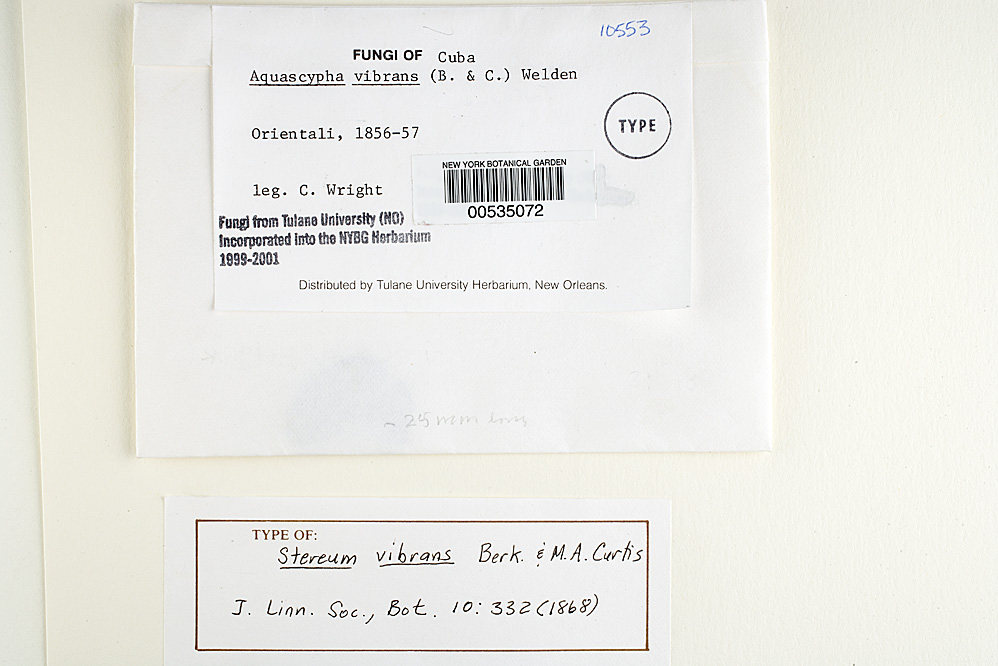 10553
FUNGI OF Cuba
Aquascypha vibrans (B. & C.) Welden
TYPE
Orientali, 1856-57
NEW YORK BOTANICAL GARDEN
00535072
leg. C. Wright
Fungi from Tulane University (NO)
Incorporated into the NYBG Herbarium
1999-2001
Distributed by Tulane University Herbarium, New Orleans.
~ 25 mm long
TYPE OF:
Stereum vibrans Berk. & M.A. Curtis
J. Linn. Soc., Bot. 10: 332 (1868)